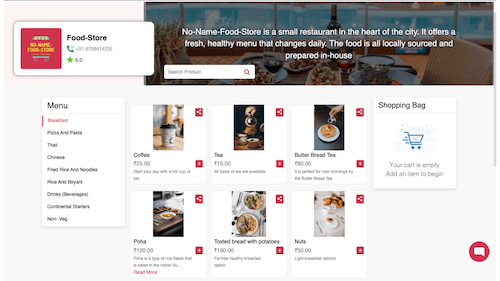 NO-NAME-
FOOD-STORE
Food-Store
+91-6789414205
5.0
No-Name-Food-Store is a small restaurant in the heart of the city. It offers a
fresh, healthy menu that changes daily. The food is all locally sourced and
prepared in-house
Search Product
Menu
Breakfast
Pizza And Pasta
Thali
Chinese
Fried Rice And Noodles
Rice And Biryani
Drinks (Beverages)
Continental Starters
Non- Veg
Coffee
₹25.00
Start your day with a hot cup of
joe.
Tea
₹15.00
All types of tea are available
Butter Bread Tea
₹80.00
It is perfect for cold mornings try
the Butter Bread Tea
Poha
₹120.00
Poha is a type of rice flakes that
is eaten in the Indian Su...
Read More
Tosted bread with potatoes
₹180.00
Fat-free healthy breakfast
option.
Nuts
₹50.00
Light breakfast options
Shopping Bag
Your cart is empty
Add an item to begin